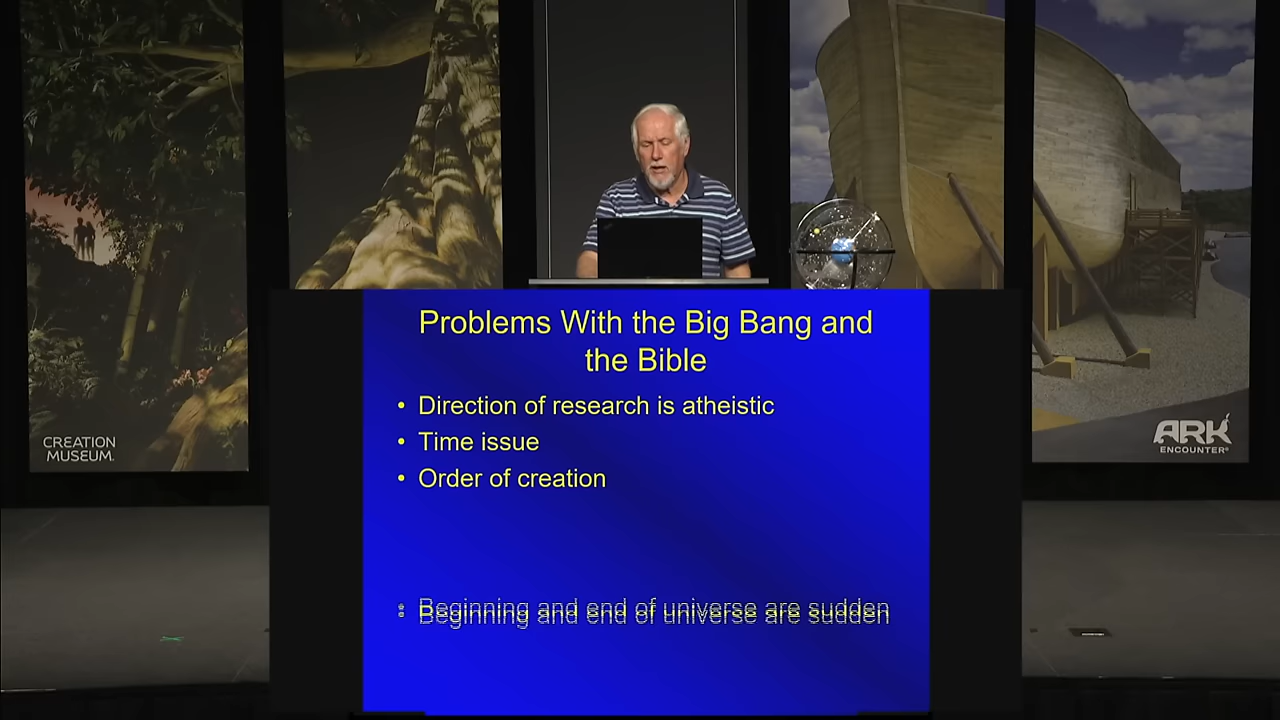 Problems With the Big Bang and
the Bible
• Direction of research is atheistic
• Time issue
• Order of creation
• Beginning and end of universe are sudden
CREATION
MUSEUM.
ARK
ENCOUNTER®